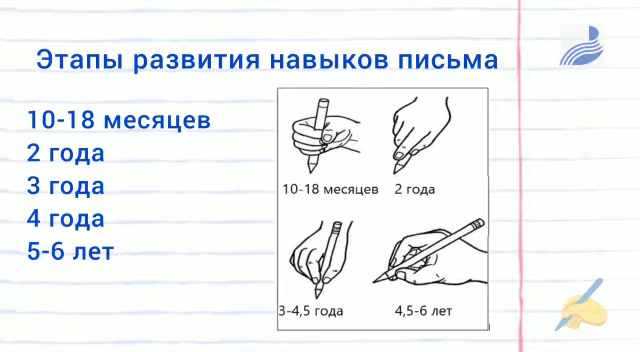 Этапы развития навыков письма
10-18 месяцев
2 года
3 года
4 года
5-6 лет
10-18 месяцев
2 года
3-4,5 года
4,5-6 лет